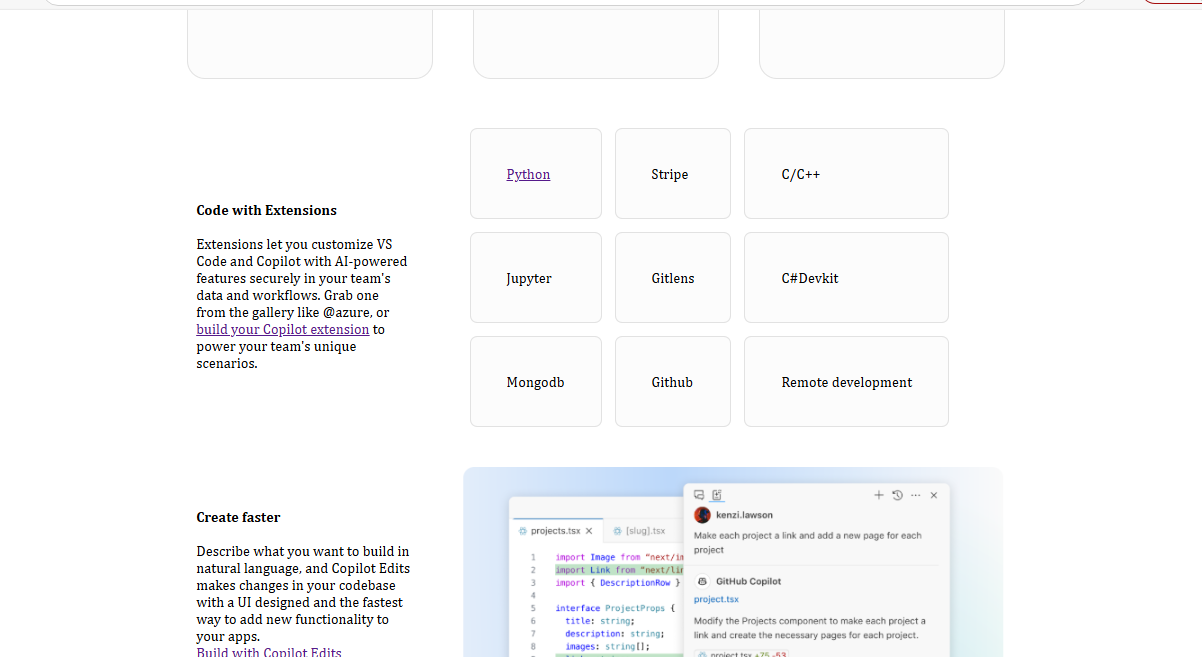 Python
Stripe
C/C++
Code with Extensions
Extensions let you customize VS
Code and Copilot with AI-powered
features securely in your team's
data and workflows. Grab one
from the gallery like @azure, or
build your Copilot extension to
power your team's unique
scenarios.
Jupyter
Gitlens
C#Devkit
Mongodb
Github
Remote development
Create faster
Describe what you want to build in
natural language, and Copilot Edits
makes changes in your codebase
with a UI designed and the fastest
way to add new functionality to
your apps.
Build with Copilot Edits
projects.tsx
[slug].tsx
1 import Image from "next/im
2 import Link from "next/lin
3 import { DescriptionRow }
4
5 interface ProjectProps {
6 title: string;
7 description: string;
8 images: string[];
kenzi.lawson
Make each project a link and add a new page for each
project
GitHub Copilot
project.tsx
Modify the Projects component to make each project a
link and create the necessary pages for each project.
project.tsx +75 -53